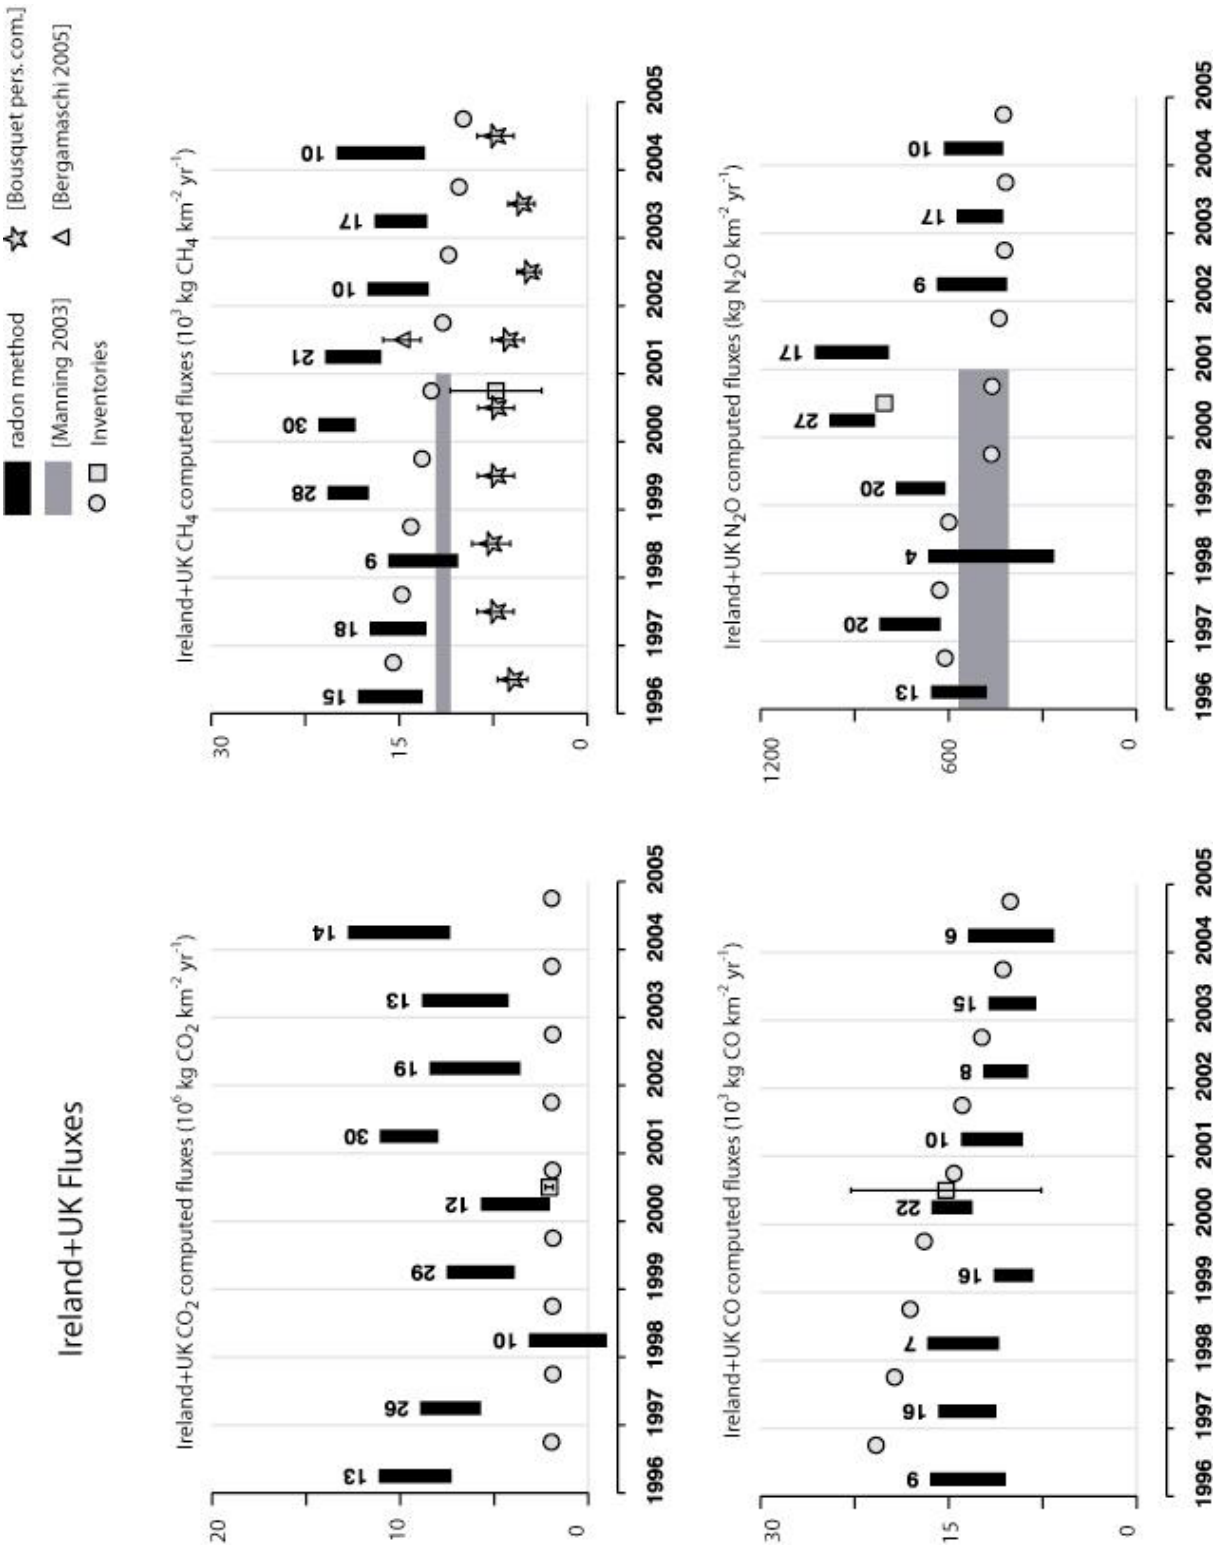 Ireland+UK Fluxes
radon method
[Manning 2003]
Inventories
[Bousquet pers. com.]
[Bergamaschi 2005]
Ireland+UK CO2 computed fluxes (10⁶ kg CO2 km⁻² yr⁻¹)
20
10
0
13 26 10 29 12 30 19 13 14
1996 1997 1998 1999 2000 2001 2002 2003 2004 2005
Ireland+UK CH4 computed fluxes (10³ kg CH4 km⁻² yr⁻¹)
30
15
0
15 18 9 28 30 21 10 17 10
1996 1997 1998 1999 2000 2001 2002 2003 2004 2005
Ireland+UK CO computed fluxes (10³ kg CO km⁻² yr⁻¹)
30
15
0
9 16 7 16 22 10 8 15 6
1996 1997 1998 1999 2000 2001 2002 2003 2004 2005
Ireland+UK N2O computed fluxes (kg N2O km⁻² yr⁻¹)
1200
600
0
13 20 4 20 27 17 9 17 10
1996 1997 1998 1999 2000 2001 2002 2003 2004 2005